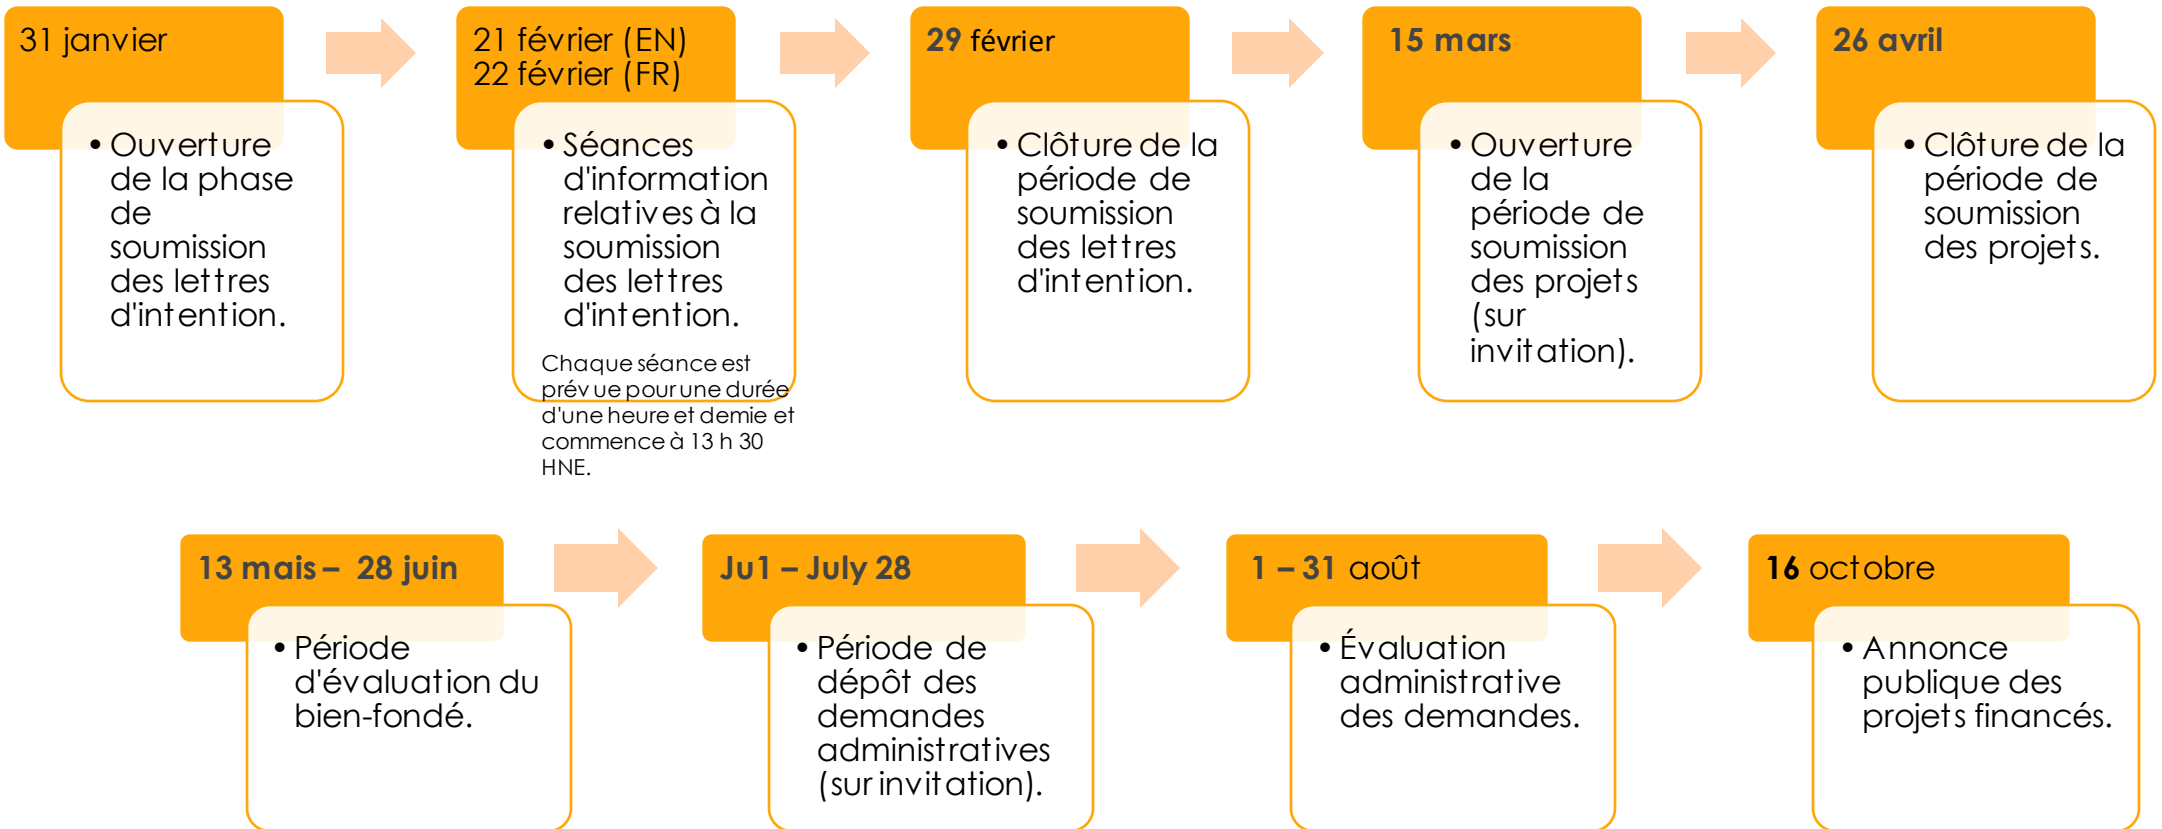 31 janvier
• Ouverture
de la phase
de
soumission
des lettres
d'intention.
21 février (EN)
22 février (FR)
• Séances
d'information
relatives à la
soumission
des lettres
d'intention.
Chaque séance est
prévue pour une durée
d'une heure et demie et
commence à 13 h 30
HNE.
29 février
• Clôture de la
période de
soumission
des lettres
d'intention.
15 mars
• Ouverture
de la
période de
soumission
des projets
(sur
invitation).
26 avril
• Clôture de la
période de
soumission
des projets.
13 mais – 28 juin
• Période
d'évaluation du
bien-fondé.
Ju1 – July 28
• Période de
dépôt des
demandes
administratives
(sur invitation).
1 – 31 août
• Évaluation
administrative
des demandes.
16 octobre
• Annonce
publique des
projets financés.